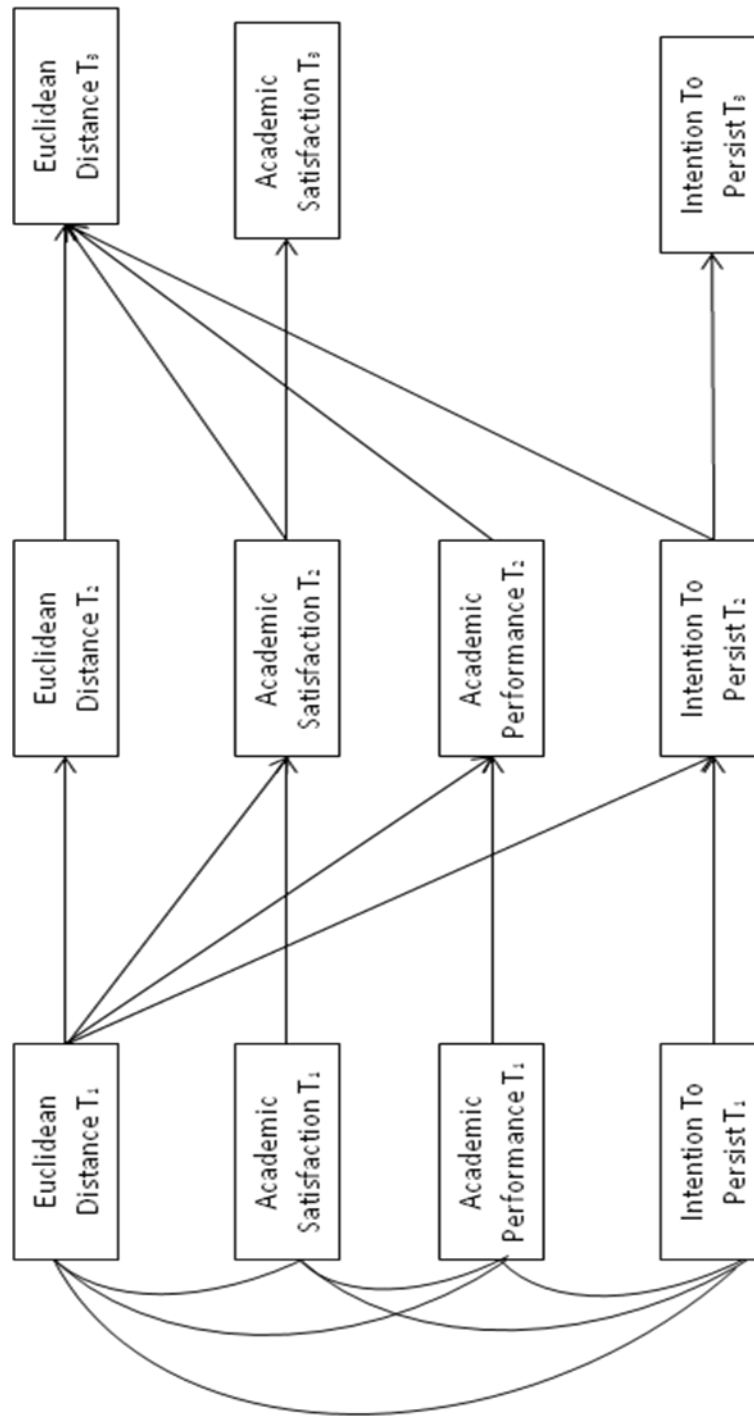 Euclidean
Distance T₁
Euclidean
Distance T₂
Euclidean
Distance T₃
Academic
Satisfaction T₁
Academic
Satisfaction T₂
Academic
Satisfaction T₃
Academic
Performance T₁
Academic
Performance T₂
Intention To
Persist T₁
Intention To
Persist T₂
Intention To
Persist T₃